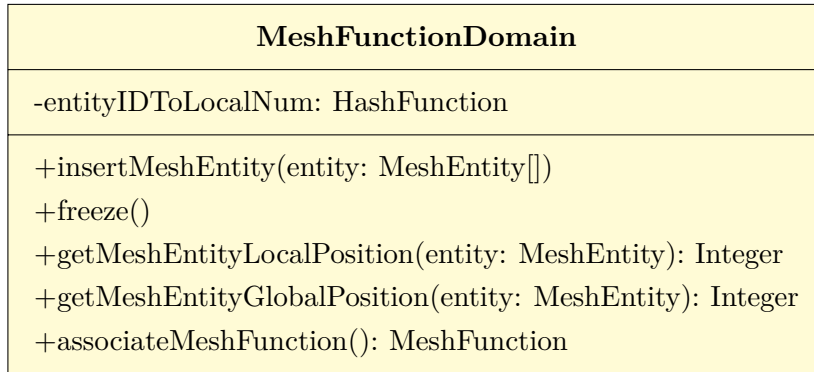 MeshFunctionDomain
-entityIDToLocalNum: HashFunction
+insertMeshEntity(entity: MeshEntity[])
+freeze()
+getMeshEntityLocalPosition(entity: MeshEntity): Integer
+getMeshEntityGlobalPosition(entity: MeshEntity): Integer
+associateMeshFunction(): MeshFunction